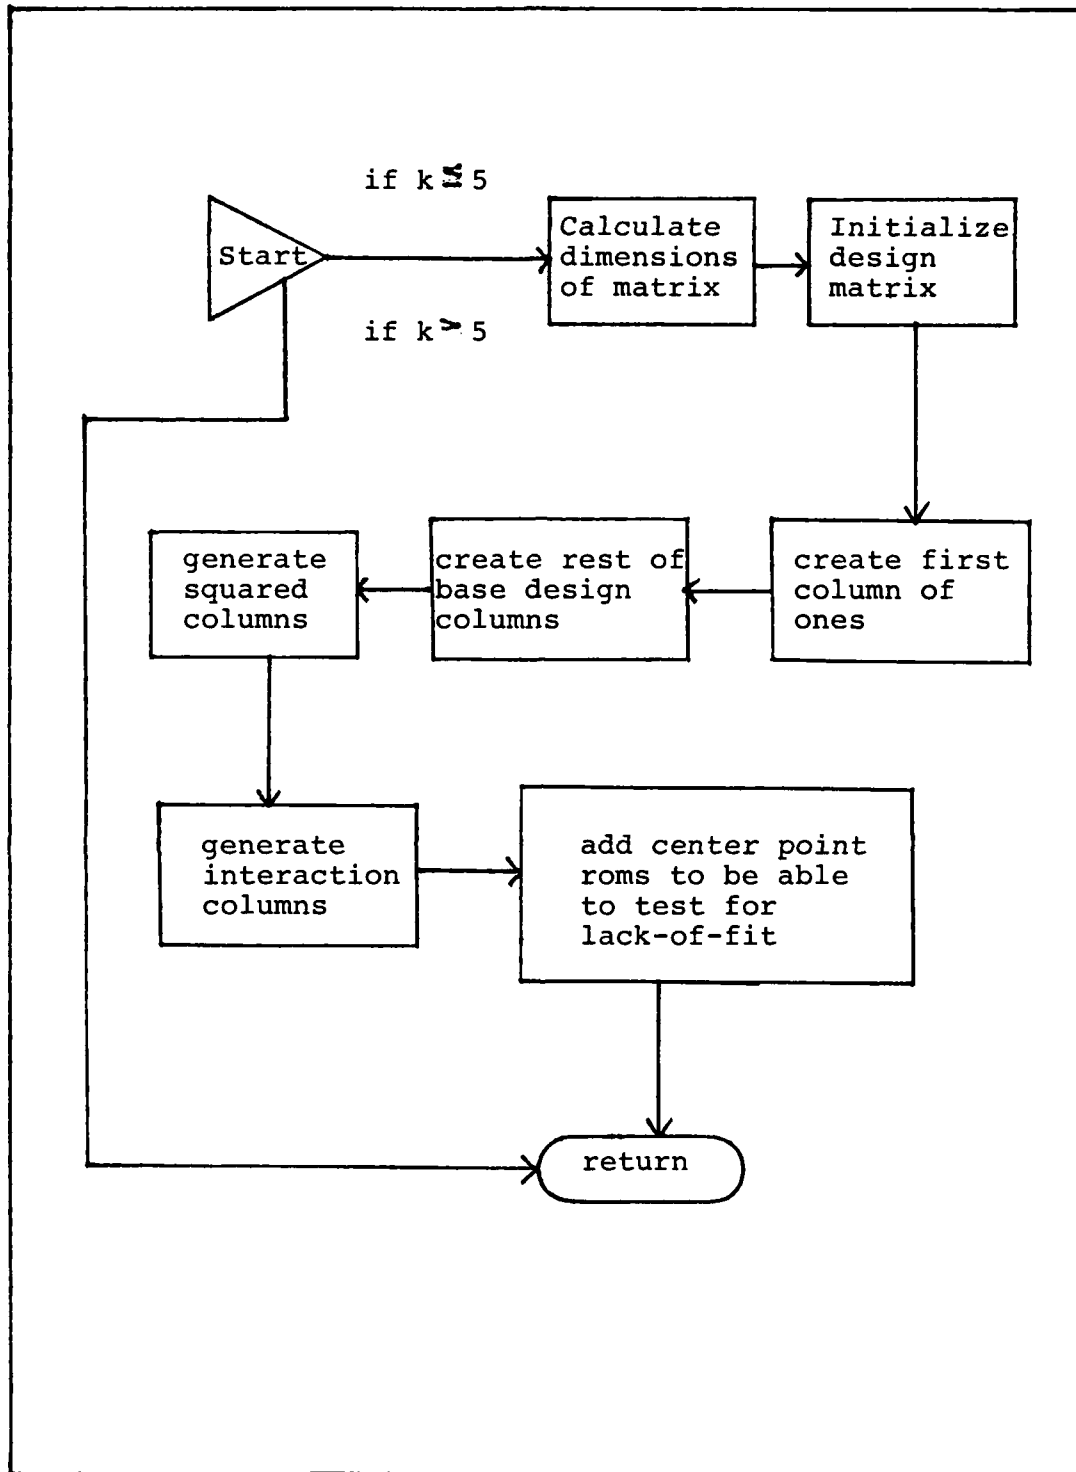 if k ≤ 5
Start
Calculate
dimensions
of matrix
Initialize
design
matrix
if k > 5
generate
squared
columns
create rest of
base design
columns
create first
column of
ones
generate
interaction
columns
add center point
roms to be able
to test for
lack-of-fit
return